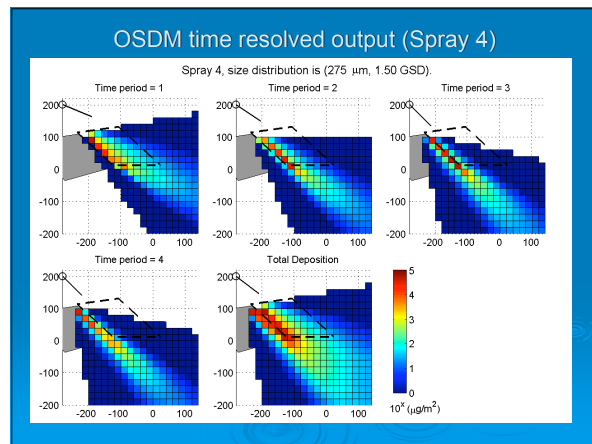 OSDM time resolved output (Spray 4)
Spray 4, size distribution is (275 μm, 1.50 GSD).
Time period = 1
Time period = 2
Time period = 3
200
100
0
-100
-200
-200 -100 0 100
200
100
0
-100
-200
-200 -100 0 100
200
100
0
-100
-200
-200 -100 0 100
Time period = 4
Total Deposition
200
100
0
-100
-200
-200 -100 0 100
200
100
0
-100
-200
-200 -100 0 100
5
4
3
2
1
0
10^x (μg/m^2)